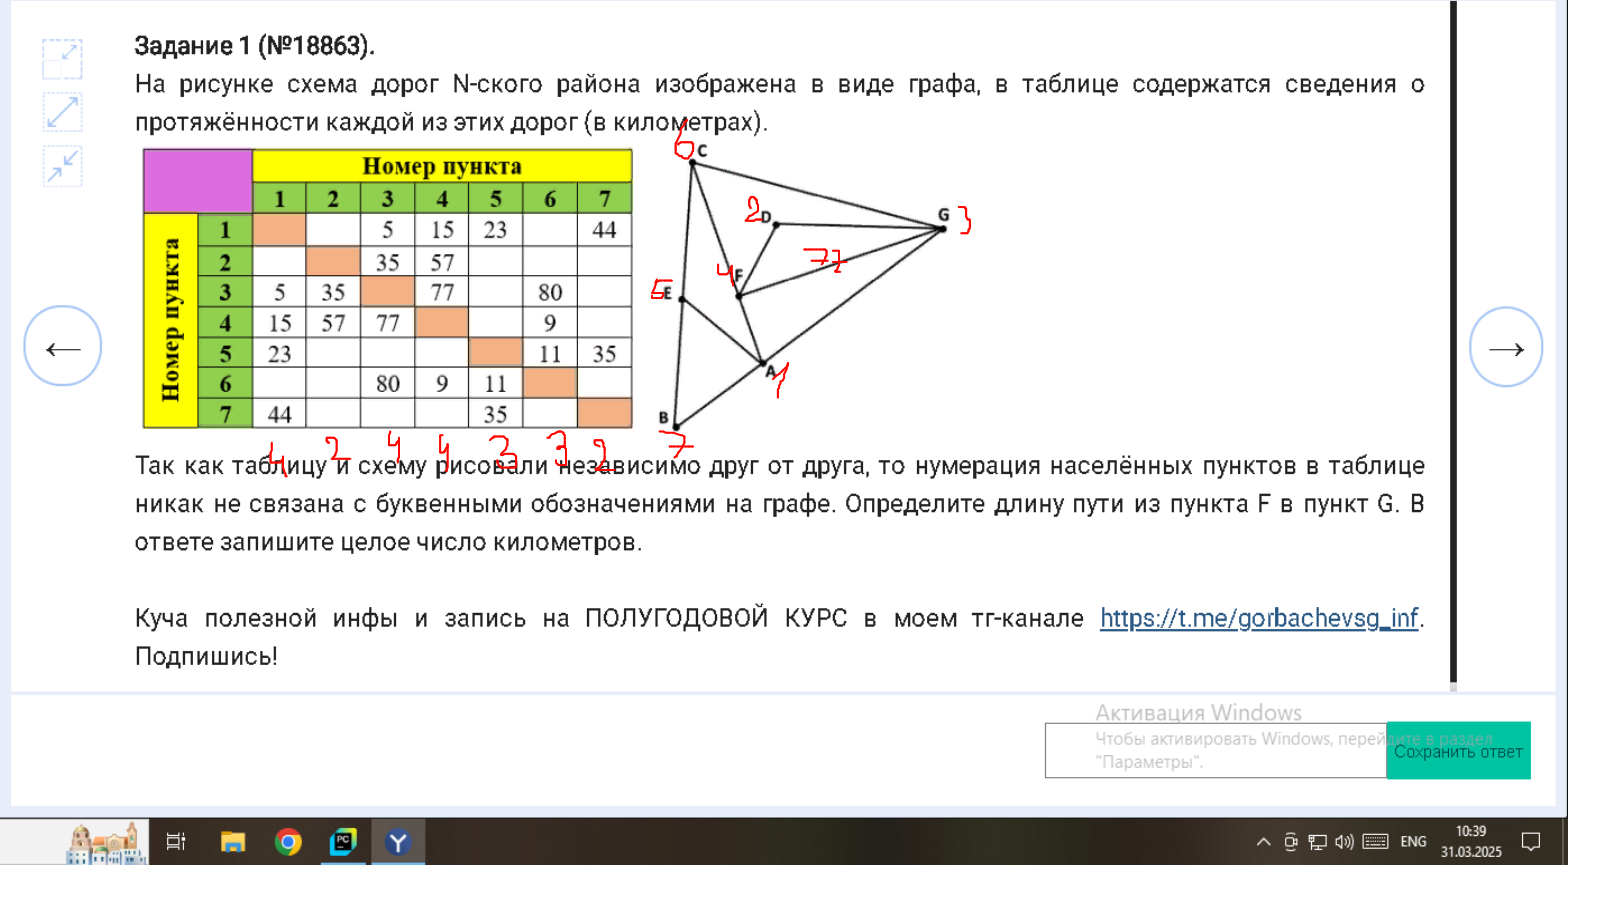 Задание 1 (№18863).
На рисунке схема дорог N-ского района изображена в виде графа, в таблице содержатся сведения о
протяжённости каждой из этих дорог (в километрах).
Номер пункта
1 2 3 4 5 6 7
Номер пункта
1 5 15 23 44
2 35 57
3 5 35 77 80
4 15 57 77 9
5 23 11 35
6 80 9 11
7 44 35
4 2 4 4 3 3 2
6 C
2 D
G 3
77
4 F
5 E
A 1
B
7
Так как таблицу и схему рисовали независимо друг от друга, то нумерация населённых пунктов в таблице
никак не связана с буквенными обозначениями на графе. Определите длину пути из пункта F в пункт G. В
ответе запишите целое число километров.
Куча полезной инфы и запись на ПОЛУГОДОВОЙ КУРС в моем тг-канале https://t.me/gorbachevsg_inf.
Подпишись!
Активация Windows
Чтобы активировать Windows, перейдите в раздел
"Параметры".
Сохранить ответ
PC
Y
ENG
10:39
31.03.2025